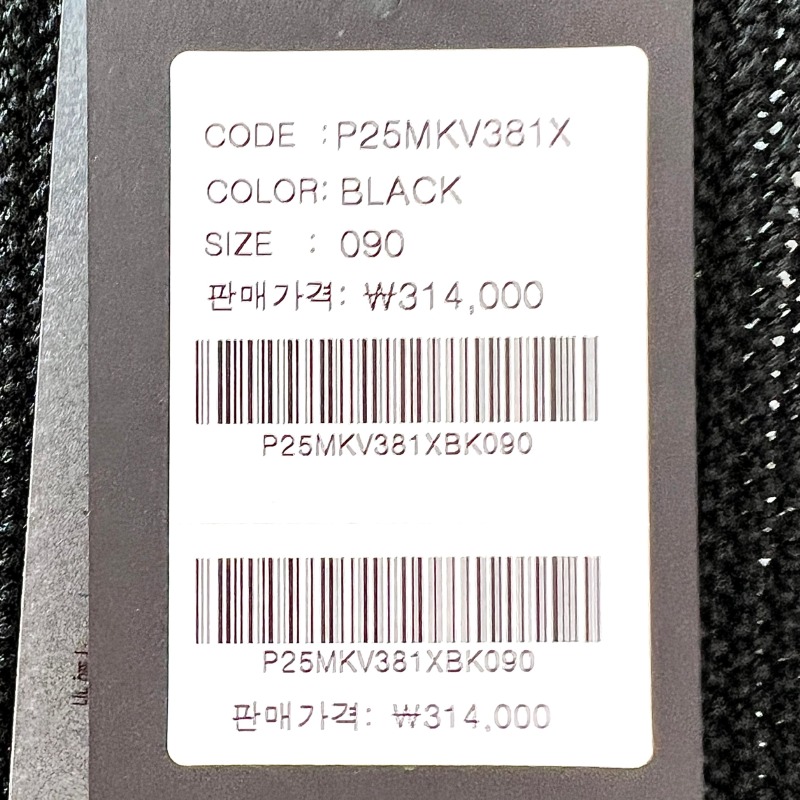 CODE : P25MKV381X
COLOR: BLACK
SIZE : 090
판매가격: ₩314,000
P25MKV381XBK090
P25MKV381XBK090
판매가격: ₩314,000